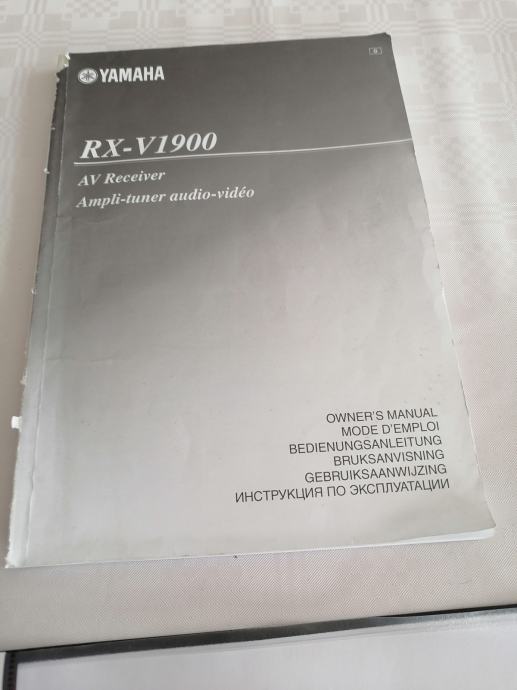 YAMAHA
G
RX-V1900
AV Receiver
Ampli-tuner audio-vidéo
OWNER'S MANUAL
MODE D'EMPLOI
BEDIENUNGSANLEITUNG
BRUKSANVISNING
GEBRUIKSAANWIJZING
ИНСТРУКЦИЯ ПО ЭКСПЛУАТАЦИИ